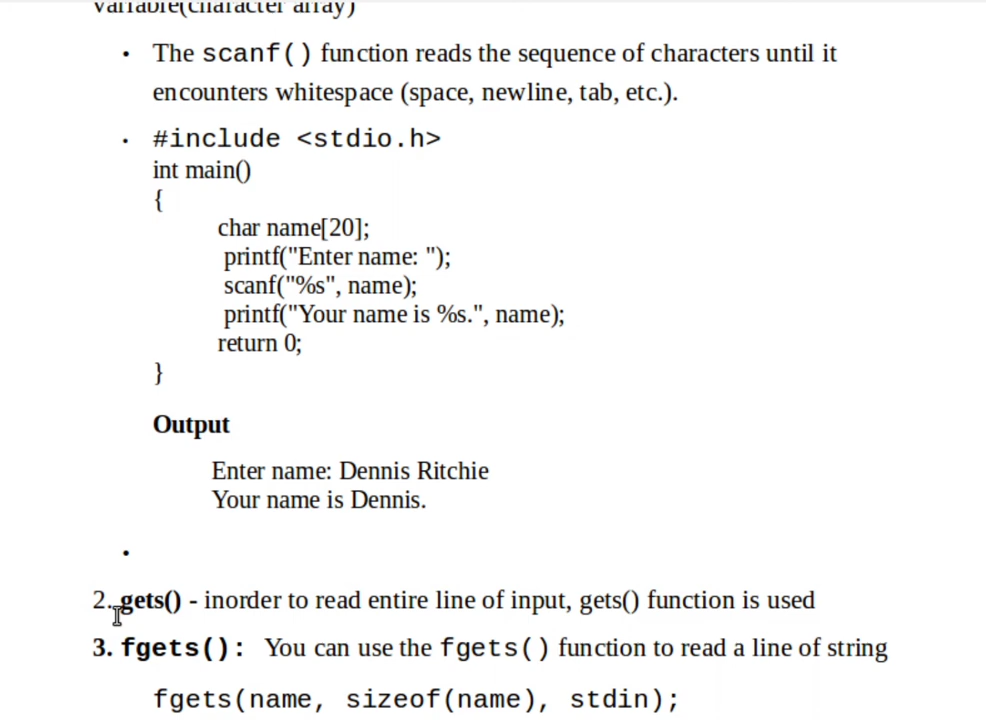 variable(character array)
• The scanf() function reads the sequence of characters until it
encounters whitespace (space, newline, tab, etc.).
• #include <stdio.h>
int main()
{
char name[20];
printf("Enter name: ");
scanf("%s", name);
printf("Your name is %s.", name);
return 0;
}
Output
Enter name: Dennis Ritchie
Your name is Dennis.
•
2. gets() - inorder to read entire line of input, gets() function is used
3. fgets(): You can use the fgets() function to read a line of string
fgets(name, sizeof(name), stdin);